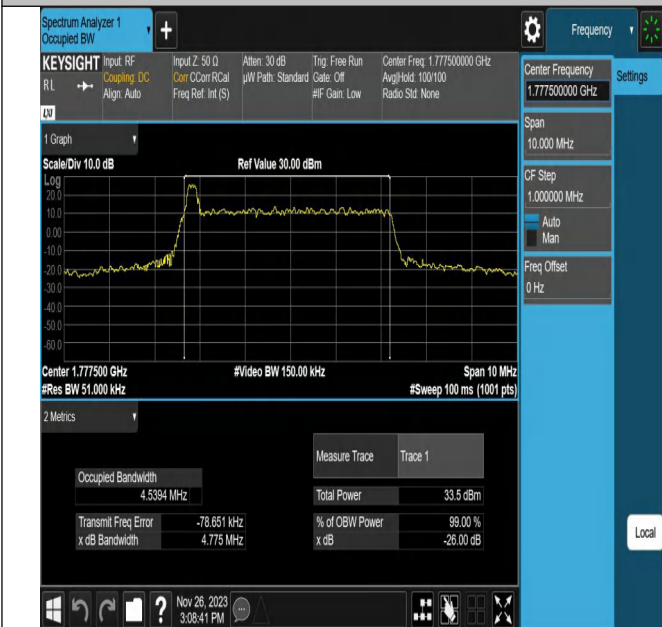 Spectrum Analyzer 1
Occupied BW
+
Frequency
KEYSIGHT
RL
LXI
Input: RF
Coupling: DC
Align: Auto
Input Z: 50 Ω
Corr CCorr RCal
Freq Ref: Int (S)
Atten: 30 dB
µW Path: Standard
Trig: Free Run
Gate: Off
#IF Gain: Low
Center Freq: 1.777500000 GHz
Avg|Hold: 100/100
Radio Std: None
Center Frequency
1.777500000 GHz
Settings
Span
10.000 MHz
CF Step
1.000000 MHz
Auto
Man
Freq Offset
0 Hz
1 Graph
Scale/Div 10.0 dB
Ref Value 30.00 dBm
Log
20.0
10.0
0.00
-10.0
-20.0
-30.0
-40.0
-50.0
-60.0
Center 1.777500 GHz
#Video BW 150.00 kHz
Span 10 MHz
#Res BW 51.000 kHz
#Sweep 100 ms (1001 pts)
2 Metrics
Measure Trace
Trace 1
Occupied Bandwidth
4.5394 MHz
Total Power
33.5 dBm
Transmit Freq Error
-78.651 kHz
% of OBW Power
99.00 %
x dB Bandwidth
4.775 MHz
x dB
-26.00 dB
Local
?
Nov 26, 2023
3:08:41 PM